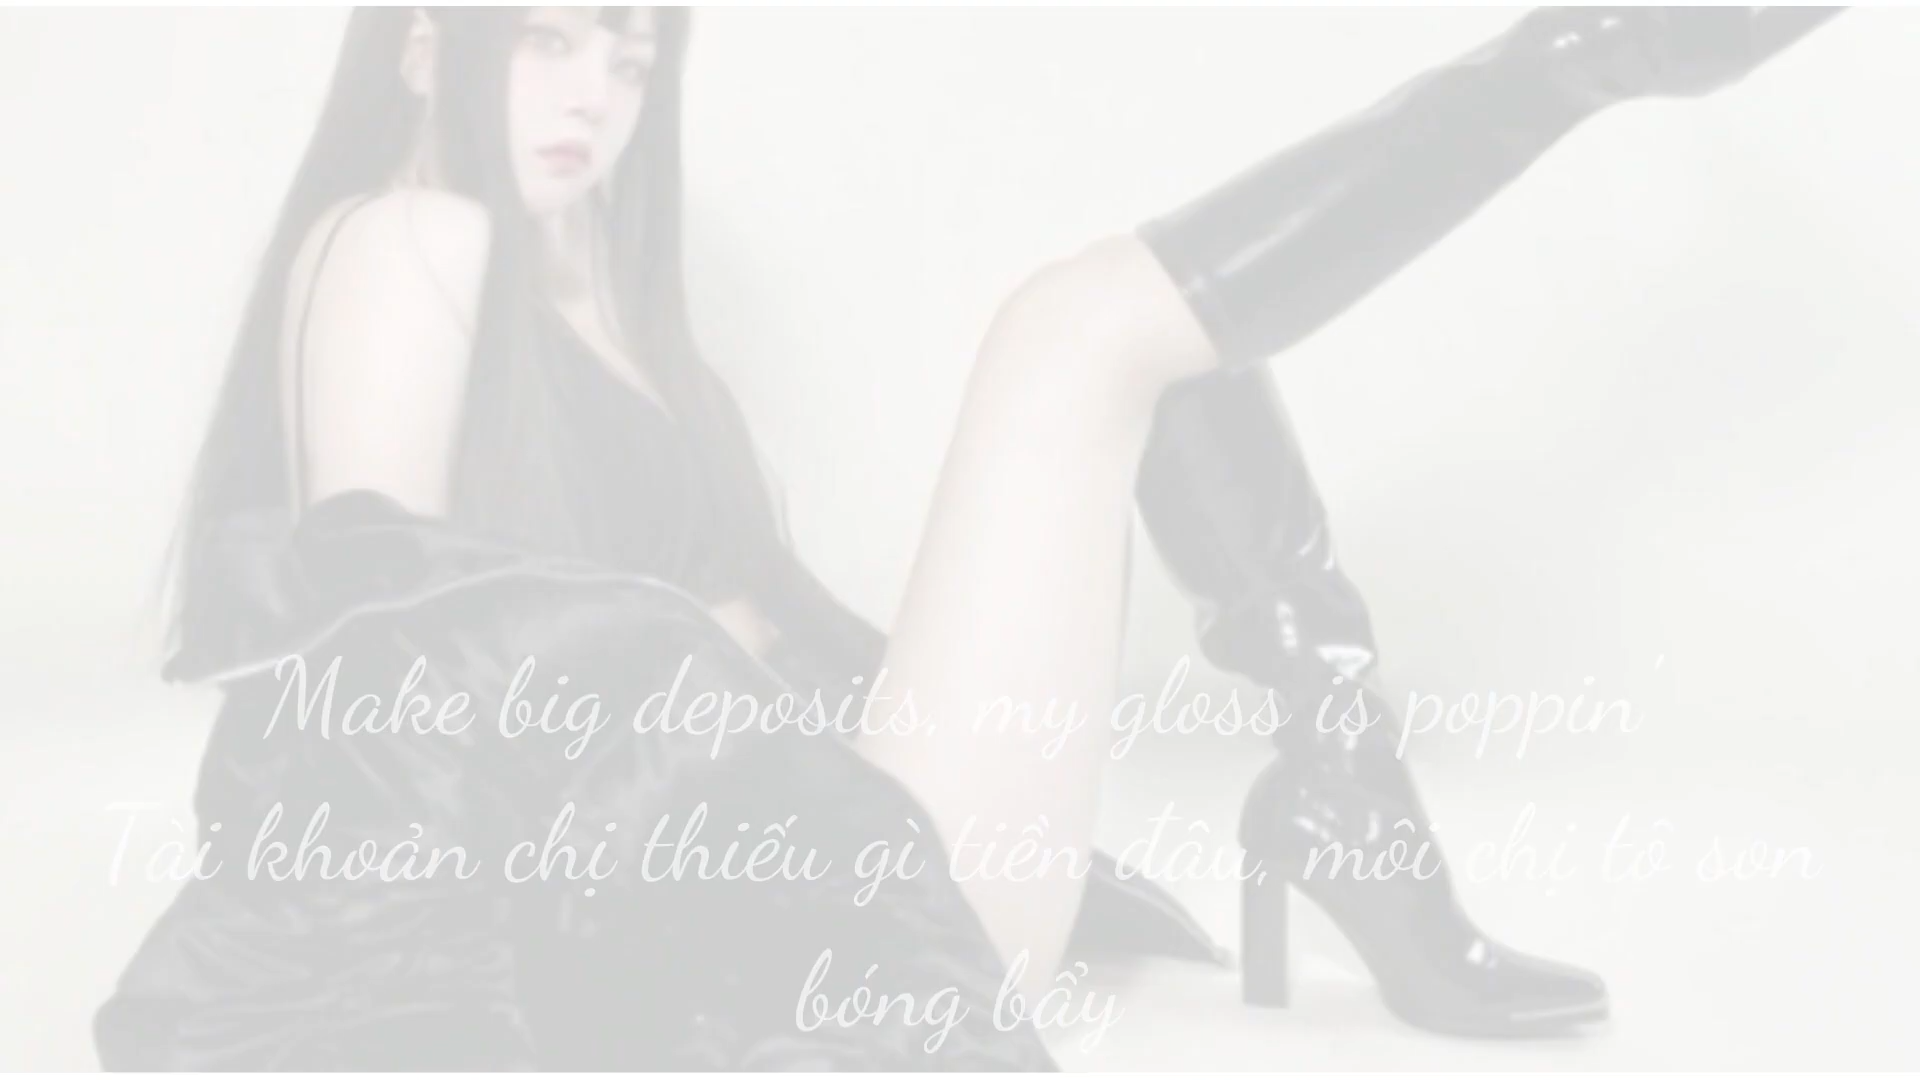 Make big deposits, my gloss is poppin'
Tài khoản chị thiếu gì tiền đâu, môi chị tô son
bóng bẩy